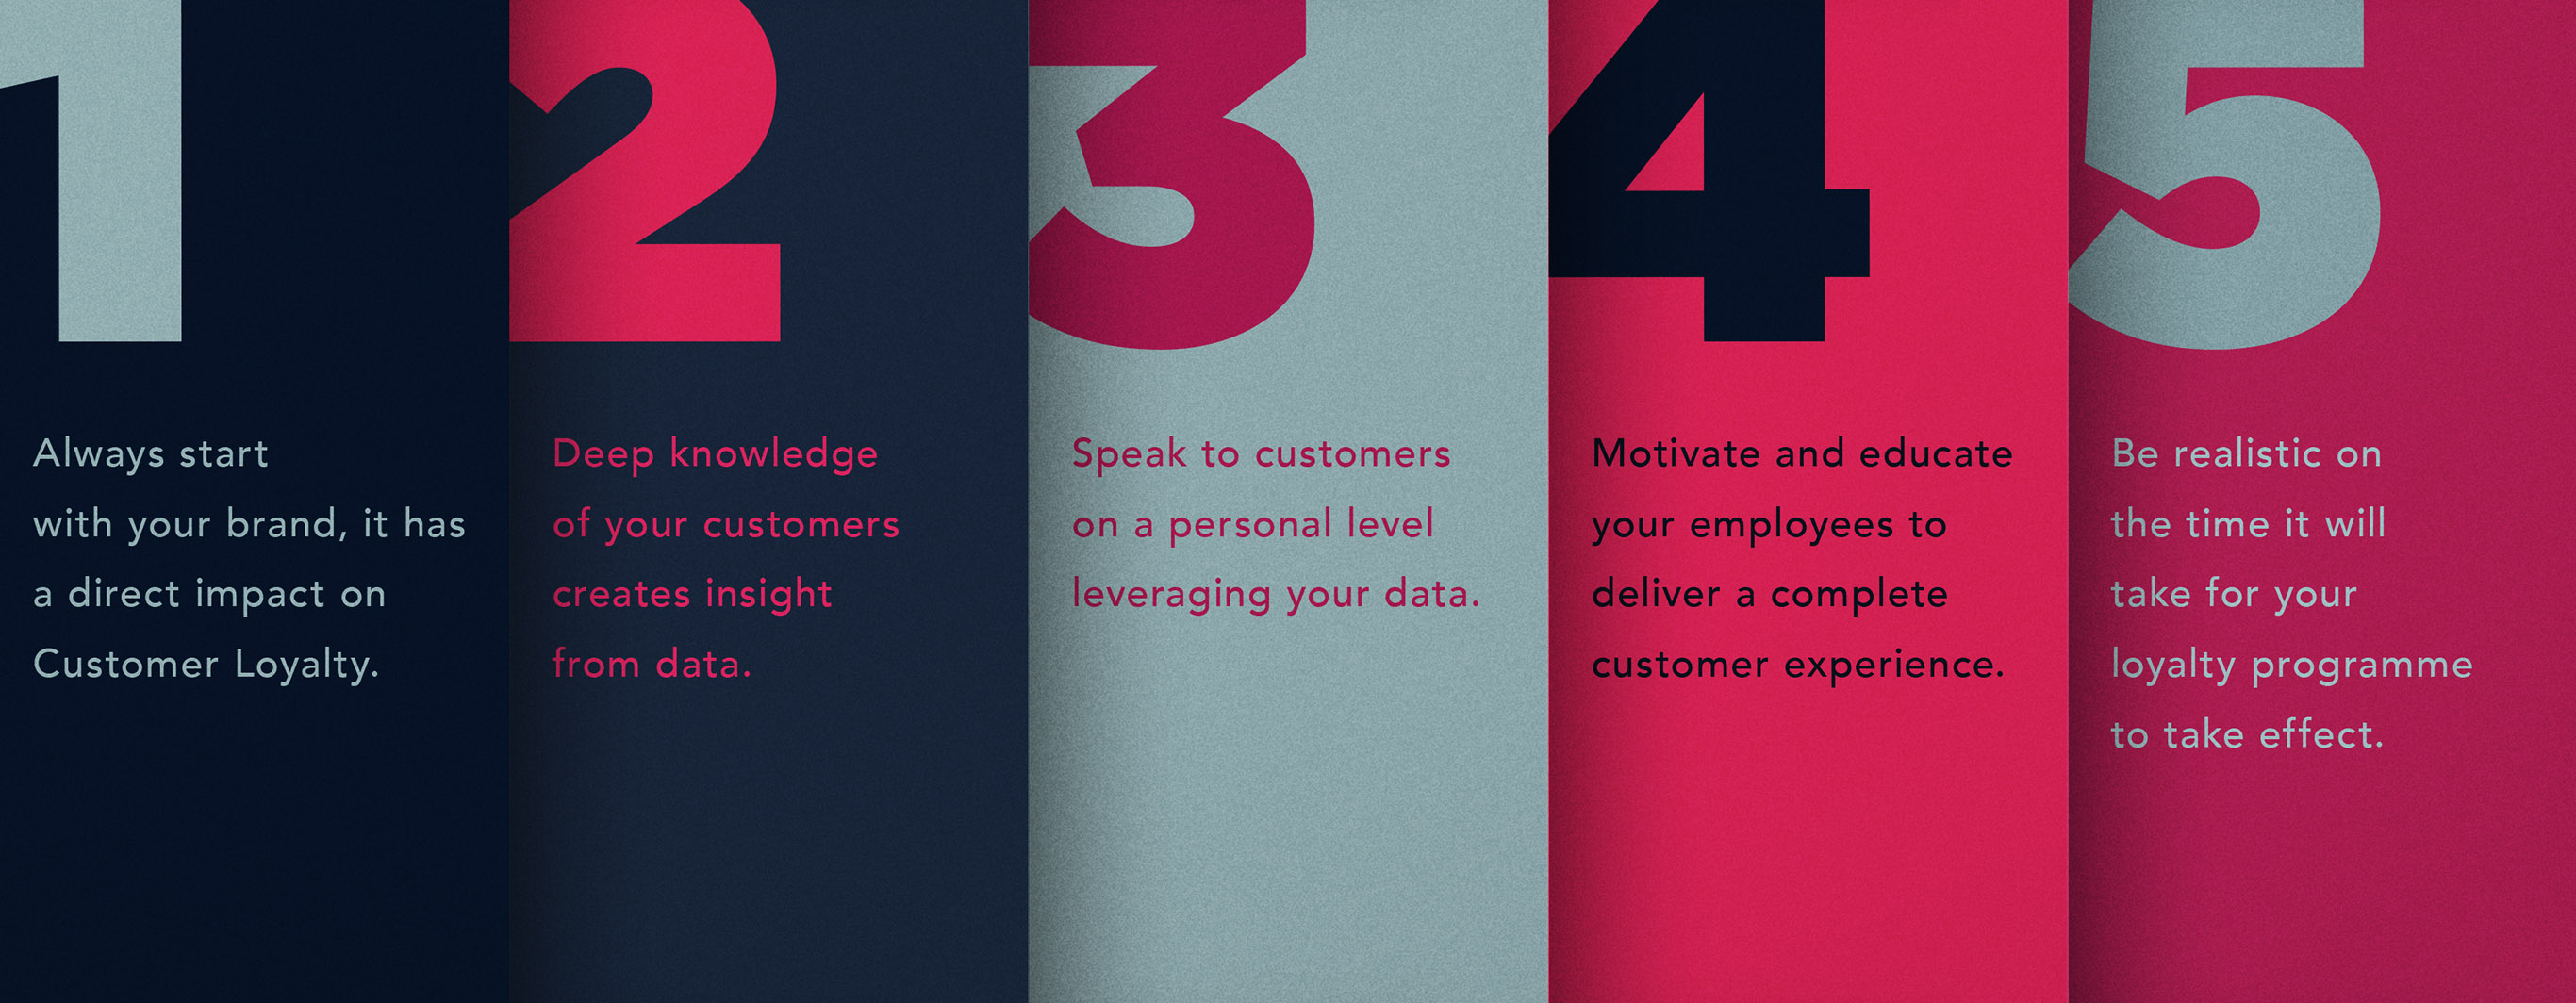 1
Always start
with your brand, it has
a direct impact on
Customer Loyalty.
2
Deep knowledge
of your customers
creates insight
from data.
3
Speak to customers
on a personal level
leveraging your data.
4
Motivate and educate
your employees to
deliver a complete
customer experience.
5
Be realistic on
the time it will
take for your
loyalty programme
to take effect.